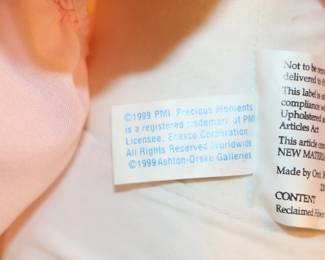 ©1999 PMI Precious Moments
is a registered trademark of PMI
Licensee, Enesco Corporation
All Rights Reserved Worldwide
©1999 Ashton-Drake Galleries
Not to be
delivered to
This label is
compliance
Upholstered
Articles Act
This article
NEW
Made by Ont.
CONTENT
Reclaimed